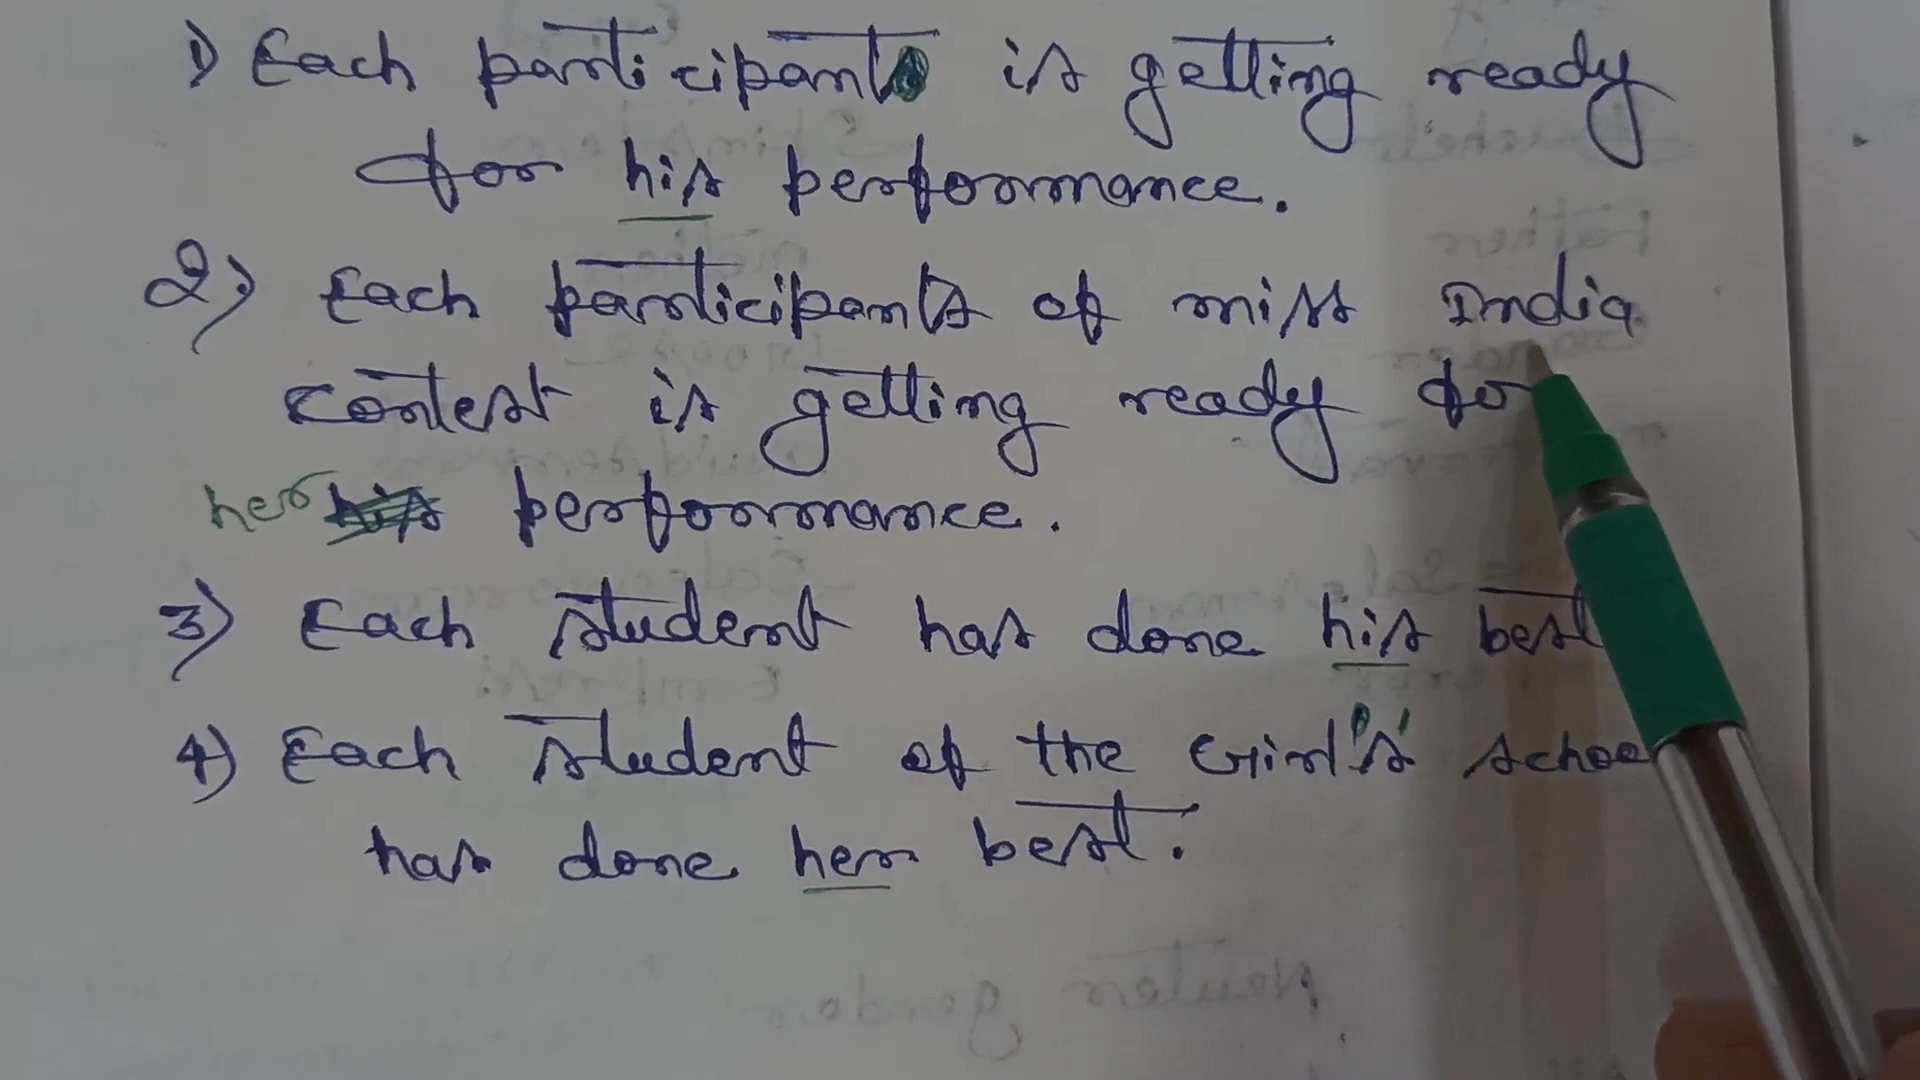 1) Each participant is getting ready
for his performance.
2) Each participants of miss India
contest is getting ready for
her performance.
3) Each student has done his best
4) Each student of the Girl's' school
has done her best.